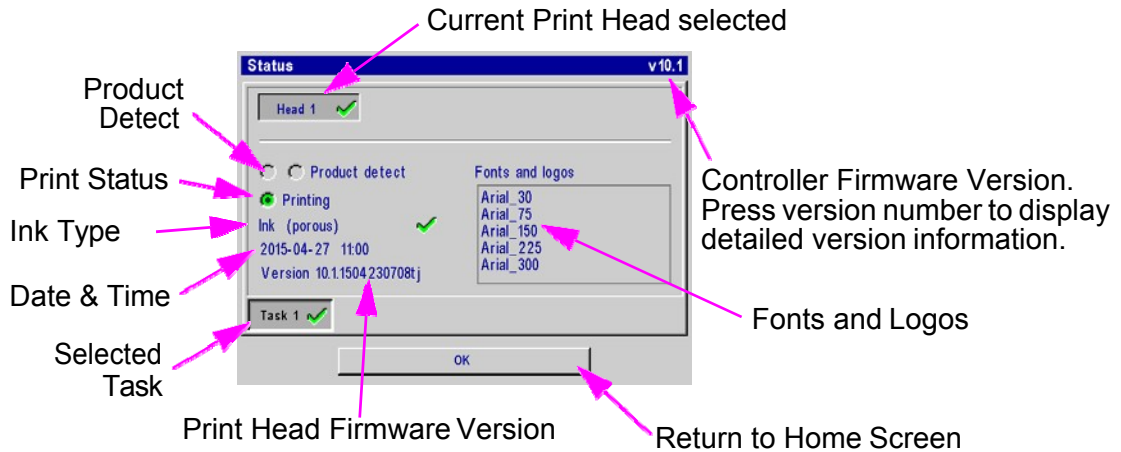 Current Print Head selected
Status
v10.1
Product
Detect
Head 1
Product detect
Fonts and logos
Print Status
Printing
Arial_30
Arial_75
Arial_150
Arial_225
Arial_300
Controller Firmware Version.
Press version number to display
detailed version information.
Ink Type
Ink (porous)
2015-04-27 11:00
Date & Time
Version 10.1.1504230708tj
Task 1
Fonts and Logos
Selected
Task
OK
Print Head Firmware Version
Return to Home Screen